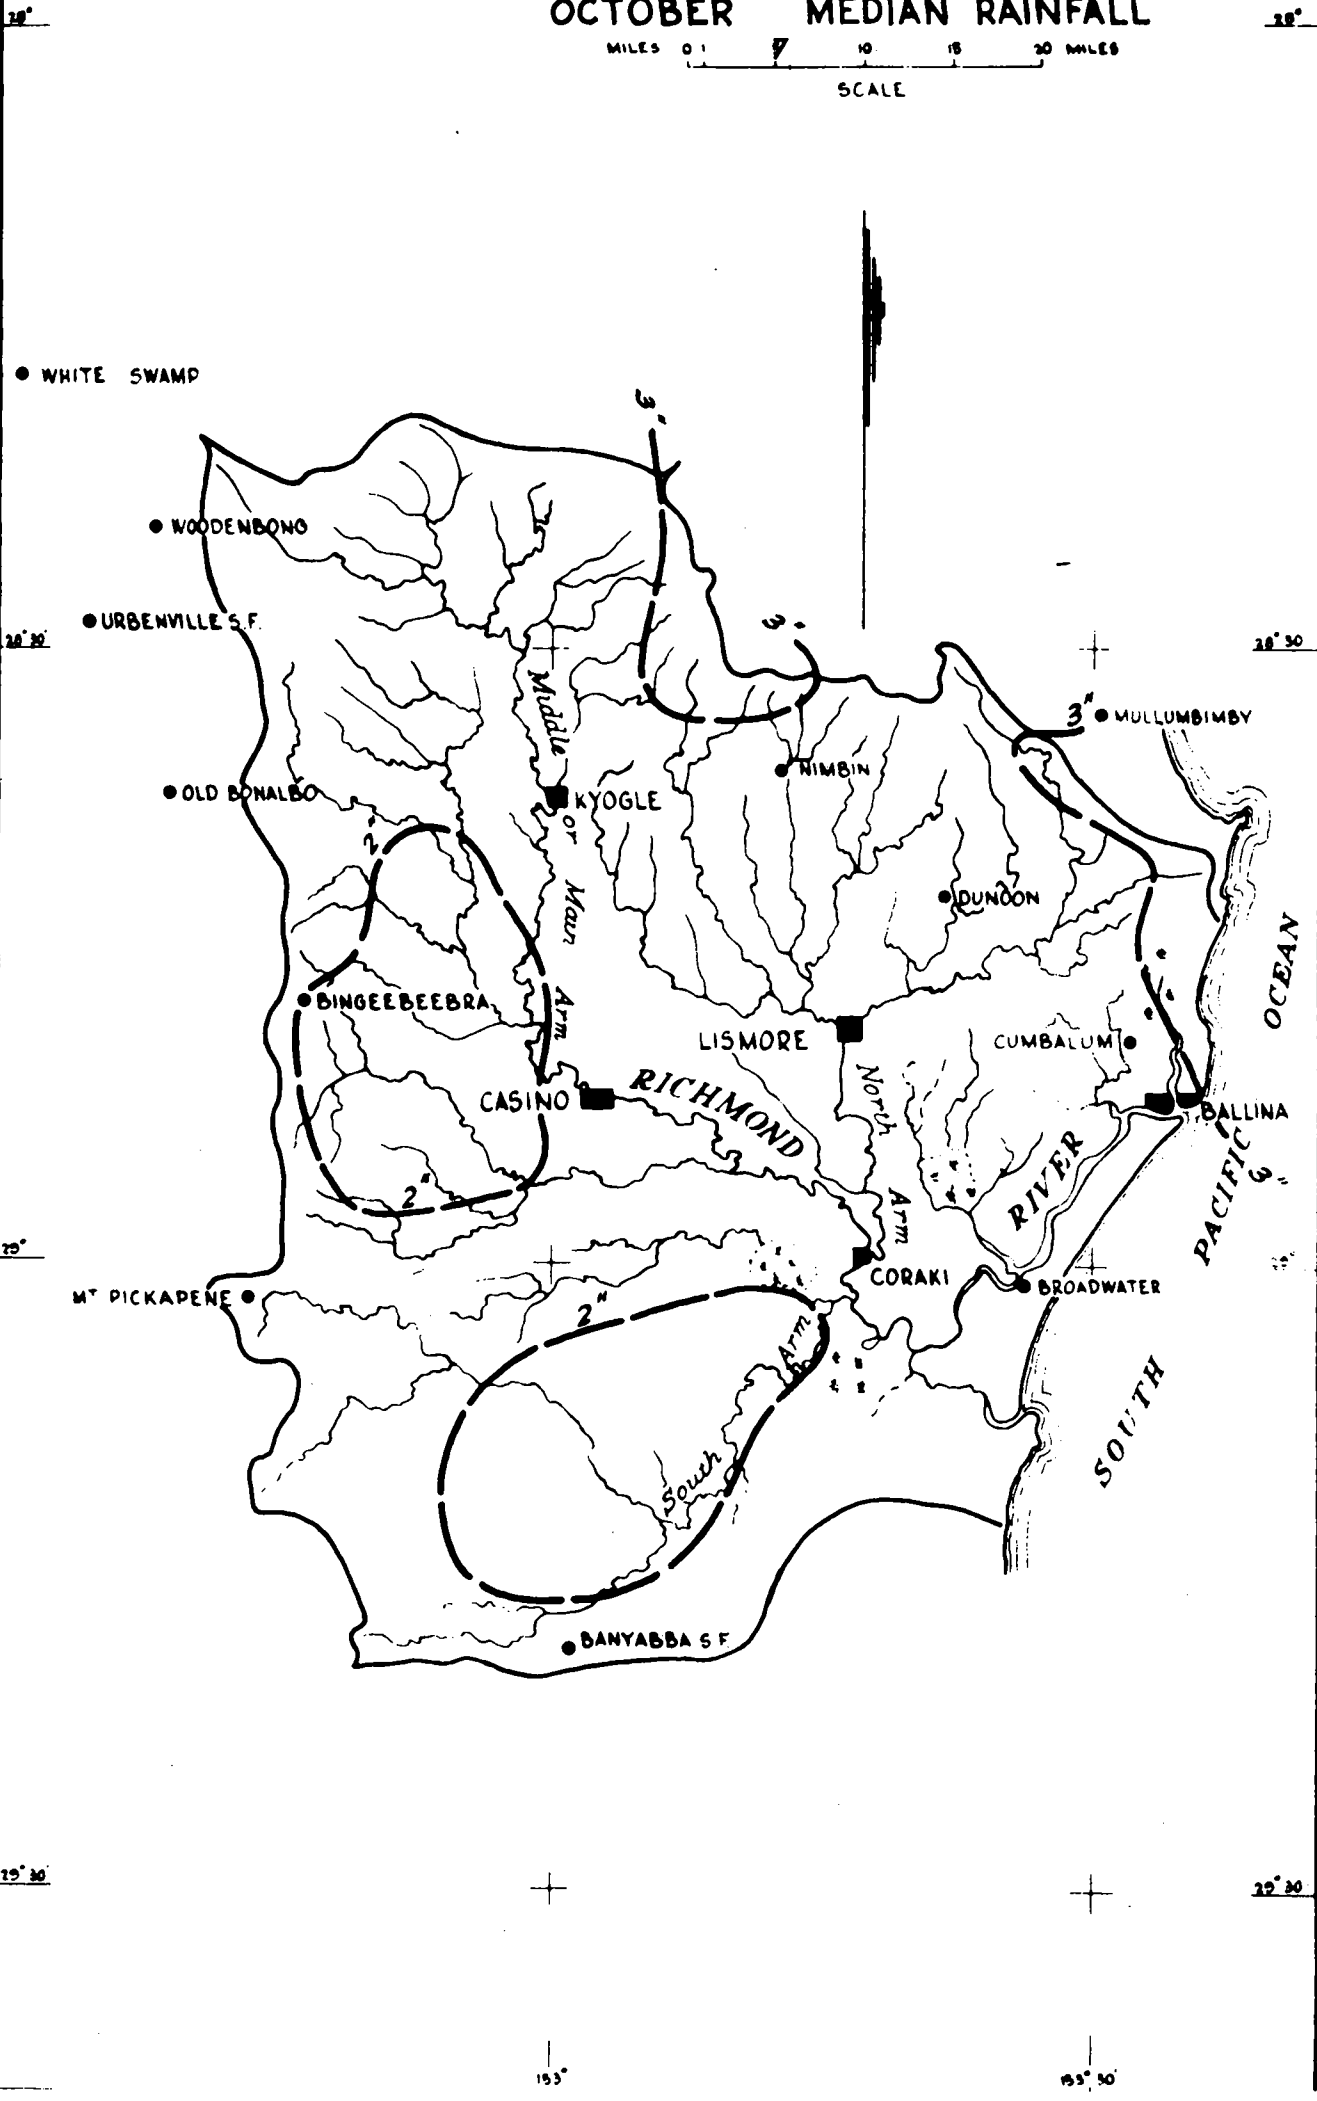 OCTOBER MEDIAN RAINFALL
28°
28°
MILES 0 1 5 10 15 20 MILES
SCALE
WHITE SWAMP
3"
WOODENBONG
URBENVILLE S.F.
28° 30'
3"
28° 30
Middle
3"
MULLUMBIMBY
NIMBIN
OLD BONALBO
KYOGLE
or
2"
Main
DUNOON
OCEAN
BINGEEBEEBRA
Arm
LISMORE
CUMBALUM
North
RICHMOND
CASINO
BALLINA
RIVER
PACIFIC
3"
2"
Arm
29°
CORAKI
BROADWATER
MT PICKAPENE
2"
Arm
SOUTH
South
BANYABBA S F.
29° 30'
29° 30
153°
153° 30'